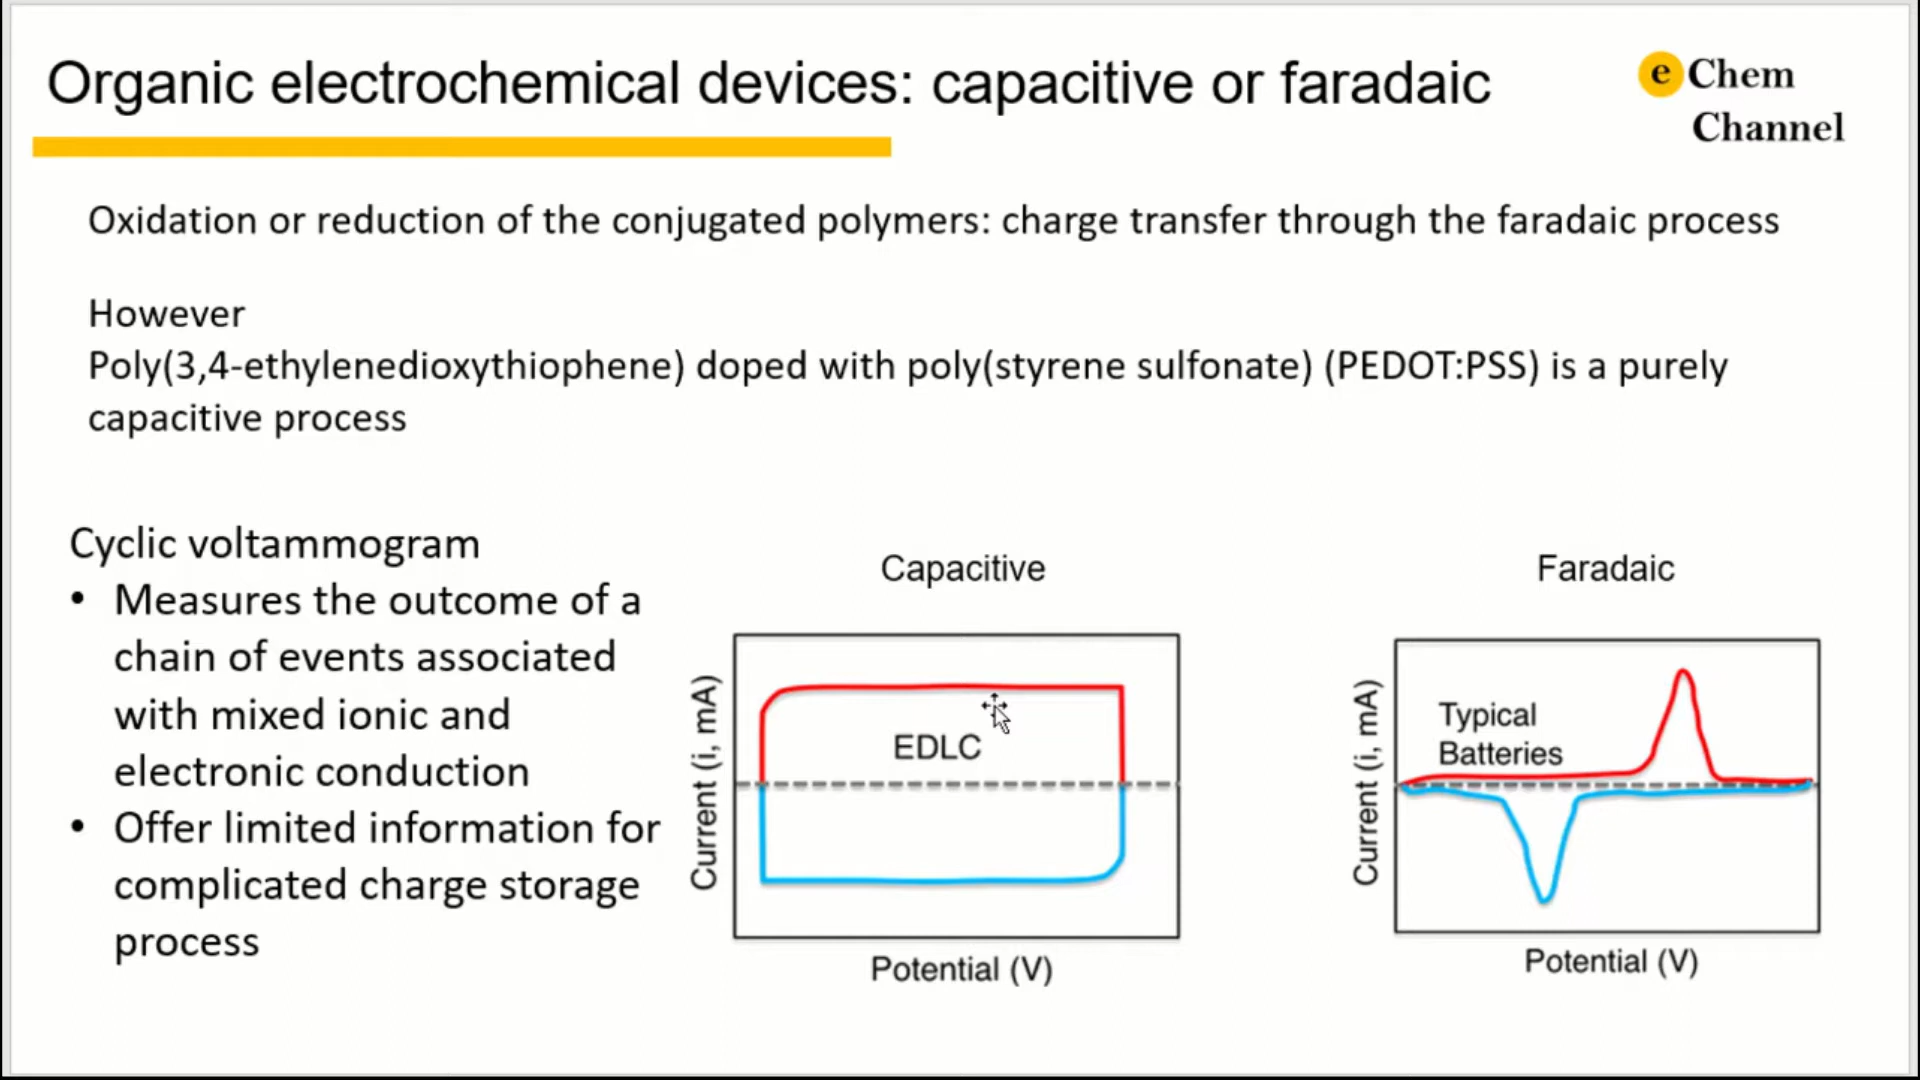 Organic electrochemical devices: capacitive or faradaic
e Chem
Channel
Oxidation or reduction of the conjugated polymers: charge transfer through the faradaic process
However
Poly(3,4-ethylenedioxythiophene) doped with poly(styrene sulfonate) (PEDOT:PSS) is a purely
capacitive process
Cyclic voltammogram
• Measures the outcome of a
chain of events associated
with mixed ionic and
electronic conduction
• Offer limited information for
complicated charge storage
process
Capacitive
Current (i, mA)
EDLC
Potential (V)
Faradaic
Current (i, mA)
Typical
Batteries
Potential (V)